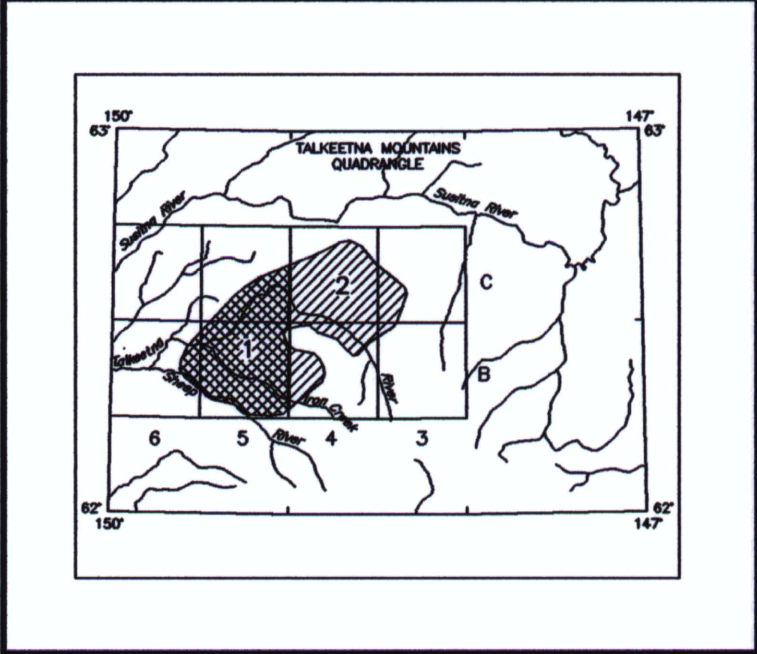 150° 147°
63° 63°
TALKEETNA MOUNTAINS
QUADRANGLE
Susitna River
Susitna River
C
2
1
Talkeetna
B
Sheep
River
Iron Creek
6 5 4 3
River
62° 62°
150° 147°